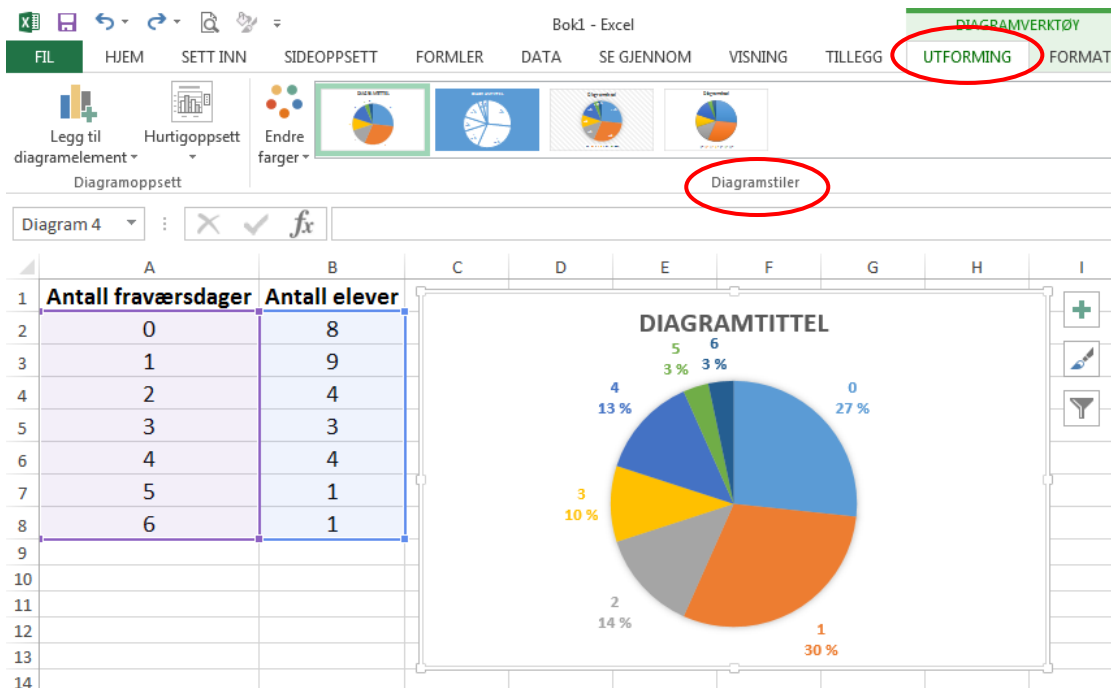 Bok1 - Excel
DIAGRAMVERKTØY
FIL HJEM SETT INN SIDEOPPSETT FORMLER DATA SE GJENNOM VISNING TILLEGG UTFORMING FORMAT
Legg til
diagramelement
Hurtigoppsett
Endre
farger
DIAGRAMTITTEL
Diagramtittel
Diagramtittel
Diagramoppsett
Diagramstiler
Diagram 4
fx
A B C D E F G H I
1 Antall fraværsdager Antall elever
2 0 8
3 1 9
4 2 4
5 3 3
6 4 4
7 5 1
8 6 1
9
10
11
12
13
14
DIAGRAMTITTEL
0
27 %
1
30 %
2
14 %
3
10 %
4
13 %
5
3 %
6
3 %